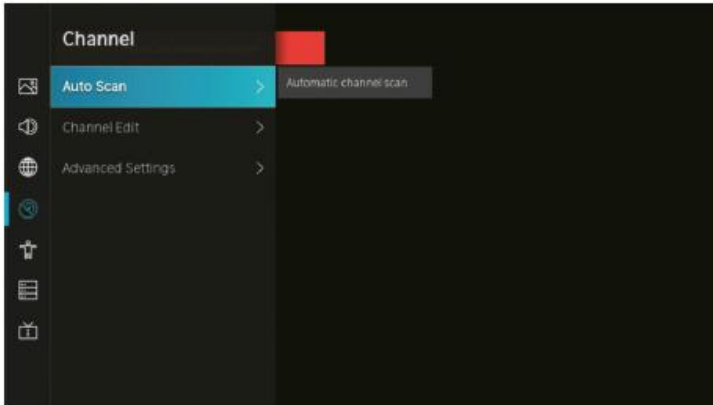 Channel
Auto Scan
Automatic channel scan
Channel Edit
Advanced Settings